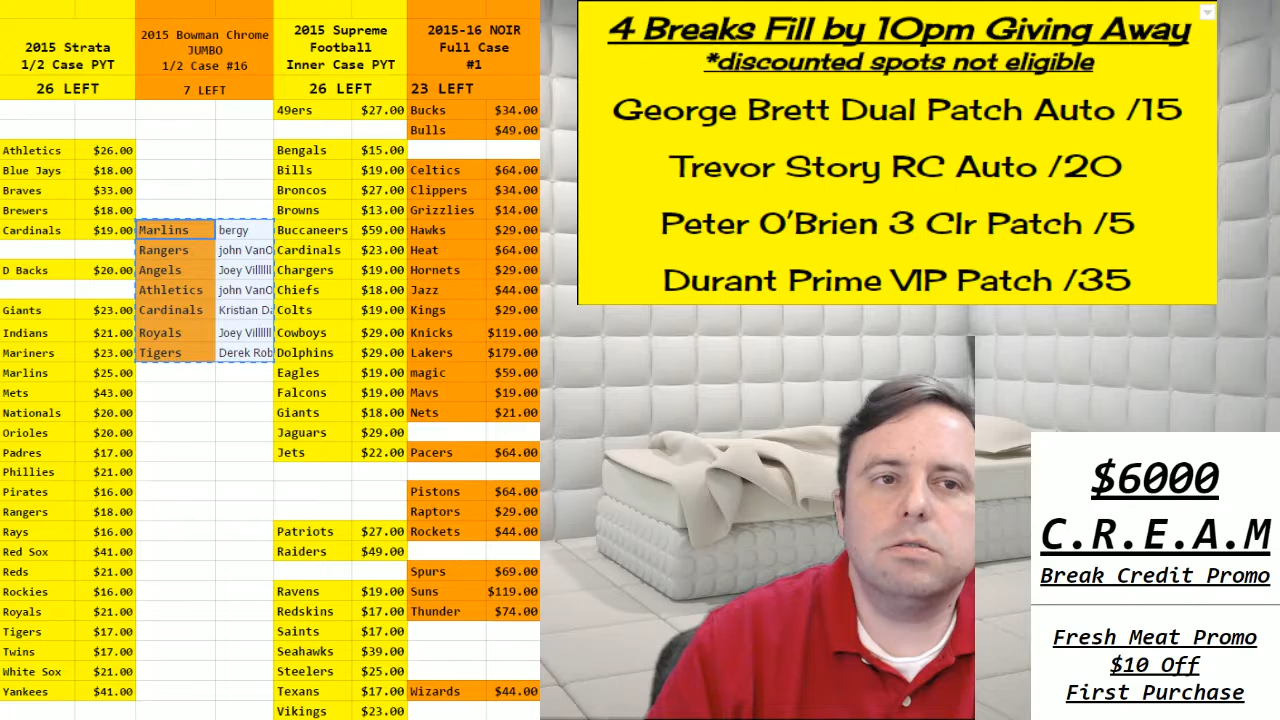 2015 Strata
1/2 Case PYT
26 LEFT
Athletics $26.00
Blue Jays $18.00
Braves $33.00
Brewers $18.00
Cardinals $19.00
D Backs $20.00
Giants $23.00
Indians $21.00
Mariners $23.00
Marlins $25.00
Mets $43.00
Nationals $20.00
Orioles $20.00
Padres $17.00
Phillies $21.00
Pirates $16.00
Rangers $18.00
Rays $16.00
Red Sox $41.00
Reds $21.00
Rockies $16.00
Royals $21.00
Tigers $17.00
Twins $17.00
White Sox $21.00
Yankees $41.00
2015 Bowman Chrome
JUMBO
1/2 Case #16
7 LEFT
Marlins bergy
Rangers john VanO
Angels Joey Villlllll
Athletics john VanO
Cardinals Kristian Da
Royals Joey Villlllll
Tigers Derek Rob
2015 Supreme
Football
Inner Case PYT
26 LEFT
49ers $27.00
Bengals $15.00
Bills $19.00
Broncos $27.00
Browns $13.00
Buccaneers $59.00
Cardinals $23.00
Chargers $19.00
Chiefs $18.00
Colts $19.00
Cowboys $29.00
Dolphins $29.00
Eagles $19.00
Falcons $19.00
Giants $18.00
Jaguars $29.00
Jets $22.00
Patriots $27.00
Raiders $49.00
Ravens $19.00
Redskins $17.00
Saints $17.00
Seahawks $39.00
Steelers $25.00
Texans $17.00
Vikings $23.00
2015-16 NOIR
Full Case
#1
23 LEFT
Bucks $34.00
Bulls $49.00
Celtics $64.00
Clippers $34.00
Grizzlies $14.00
Hawks $29.00
Heat $64.00
Hornets $29.00
Jazz $44.00
Kings $29.00
Knicks $119.00
Lakers $179.00
magic $59.00
Mavs $19.00
Nets $21.00
Pacers $64.00
Pistons $64.00
Raptors $29.00
Rockets $44.00
Spurs $69.00
Suns $119.00
Thunder $74.00
Wizards $44.00
4 Breaks Fill by 10pm Giving Away
*discounted spots not eligible
George Brett Dual Patch Auto /15
Trevor Story RC Auto /20
Peter O'Brien 3 Clr Patch /5
Durant Prime VIP Patch /35
$6000
C.R.E.A.M
Break Credit Promo
Fresh Meat Promo
$10 Off
First Purchase